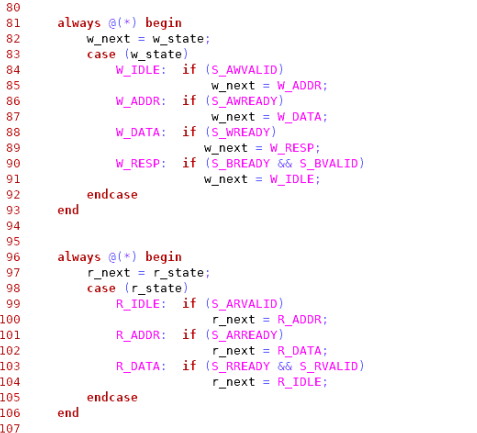 80
81 always @(*) begin
82 w_next = w_state;
83 case (w_state)
84 W_IDLE: if (S_AWVALID)
85 w_next = W_ADDR;
86 W_ADDR: if (S_AWREADY)
87 w_next = W_DATA;
88 W_DATA: if (S_WREADY)
89 w_next = W_RESP;
90 W_RESP: if (S_BREADY && S_BVALID)
91 w_next = W_IDLE;
92 endcase
93 end
94
95
96 always @(*) begin
97 r_next = r_state;
98 case (r_state)
99 R_IDLE: if (S_ARVALID)
100 r_next = R_ADDR;
101 R_ADDR: if (S_ARREADY)
102 r_next = R_DATA;
103 R_DATA: if (S_RREADY && S_RVALID)
104 r_next = R_IDLE;
105 endcase
106 end
107